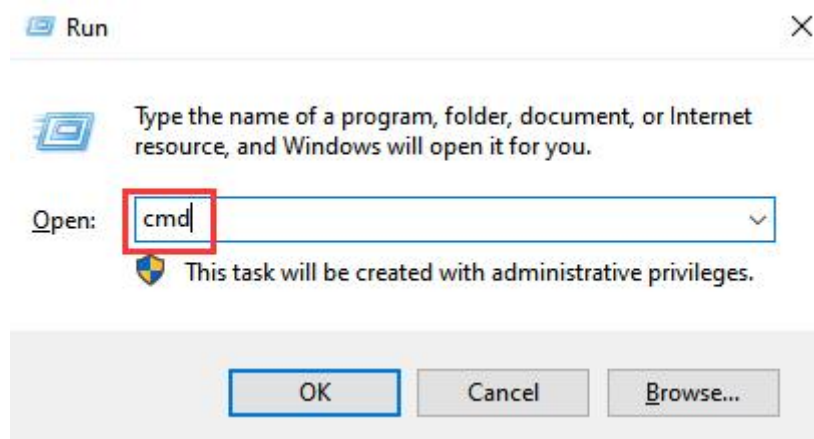 Run
Type the name of a program, folder, document, or Internet
resource, and Windows will open it for you.
Open: cmd
This task will be created with administrative privileges.
OK Cancel Browse...